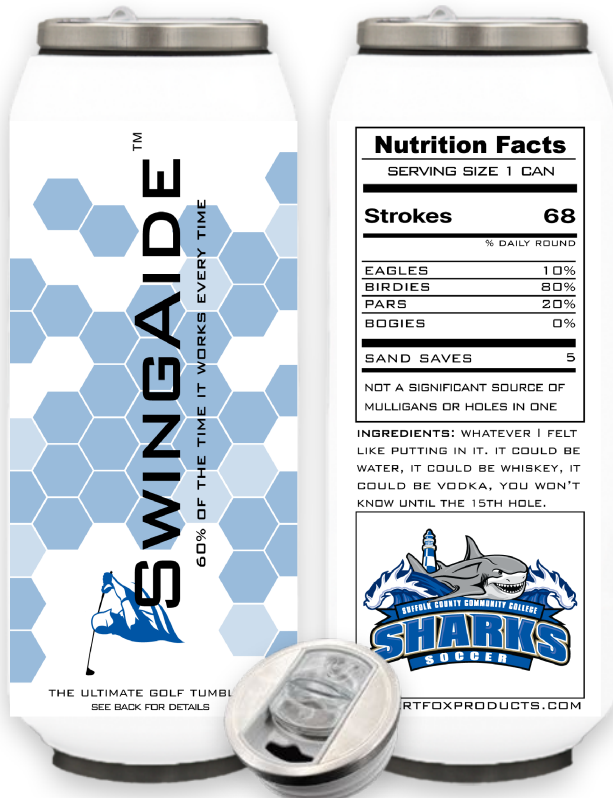 SWINGAIDE™
60% OF THE TIME IT WORKS EVERY TIME
THE ULTIMATE GOLF TUMBL
SEE BACK FOR DETAILS
Nutrition Facts
SERVING SIZE 1 CAN
Strokes 68
% DAILY ROUND
EAGLES 10%
BIRDIES 80%
PARS 20%
BOGIES 0%
SAND SAVES 5
NOT A SIGNIFICANT SOURCE OF
MULLIGANS OR HOLES IN ONE
INGREDIENTS: WHATEVER I FELT
LIKE PUTTING IN IT. IT COULD BE
WATER, IT COULD BE WHISKEY, IT
COULD BE VODKA, YOU WON'T
KNOW UNTIL THE 15TH HOLE.
SUFFOLK COUNTY COMMUNITY COLLEGE
SHARKS
SOCCER
RTFOXPRODUCTS.COM